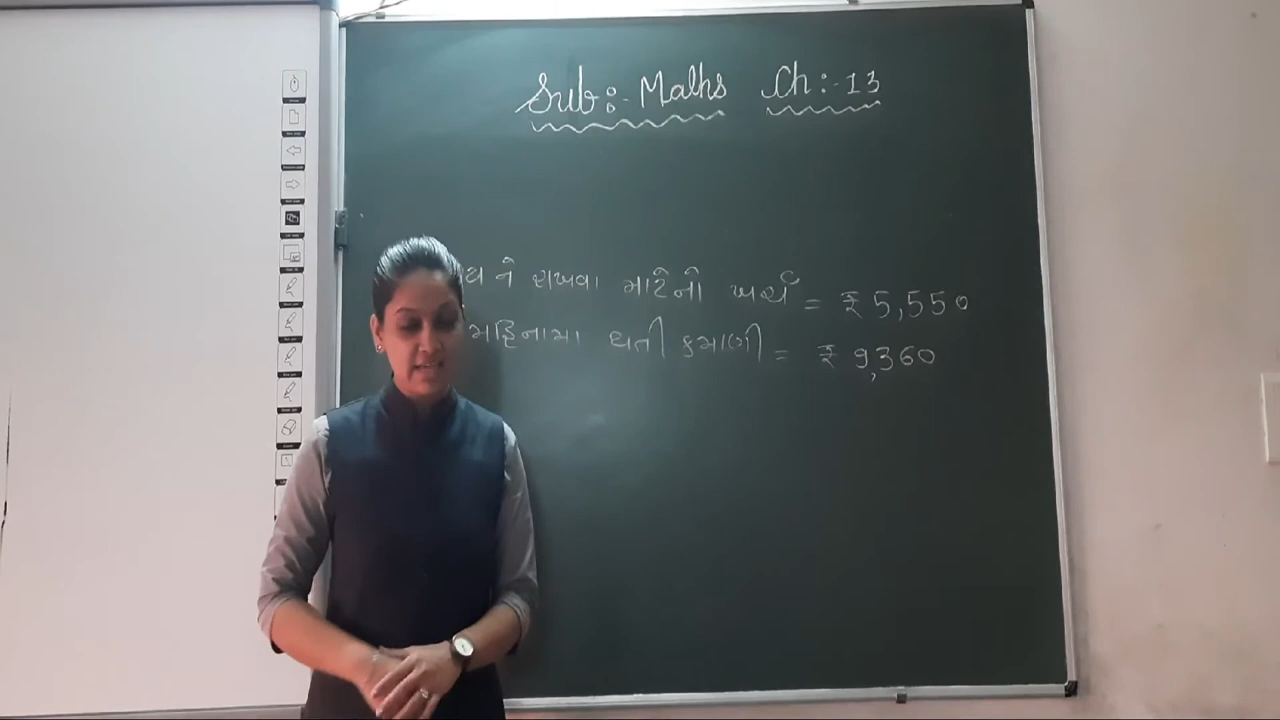 Sub:- Maths Ch:-13
ને રાખવા માટેનો ખર્ચ = ₹ 5,550
મહિનામા થતી કમાણી = ₹ 9,360